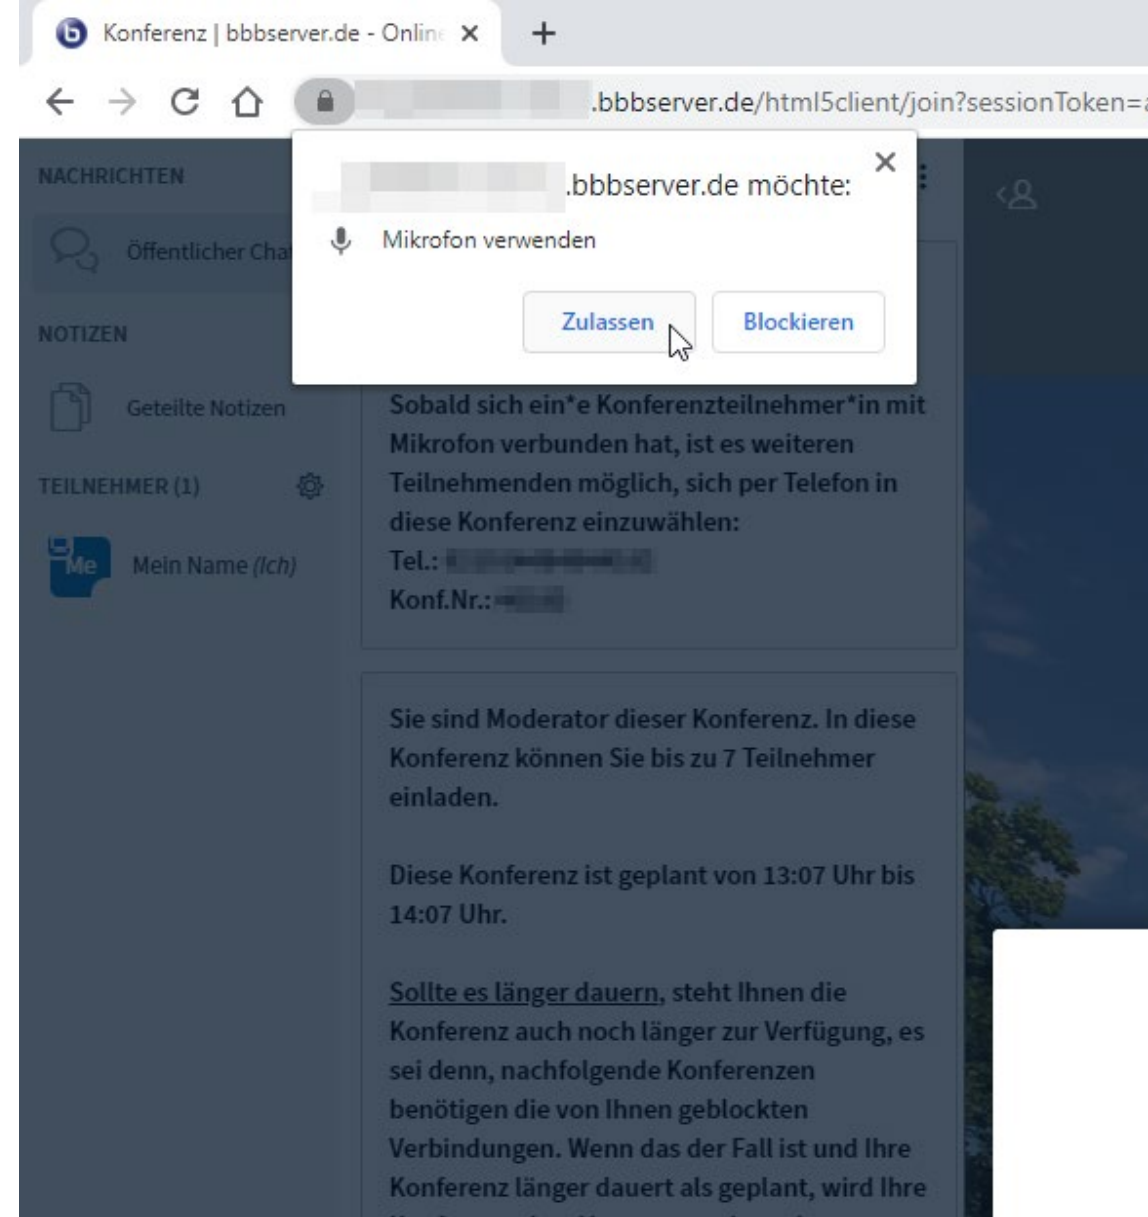 Konferenz | bbbserver.de - Online
.bbbserver.de/html5client/join?sessionToken=a
.bbbserver.de möchte:
Mikrofon verwenden
Zulassen
Blockieren
NACHRICHTEN
Öffentlicher Chat
NOTIZEN
Geteilte Notizen
TEILNEHMER (1)
Me
Mein Name (Ich)
Sobald sich ein*e Konferenzteilnehmer*in mit
Mikrofon verbunden hat, ist es weiteren
Teilnehmenden möglich, sich per Telefon in
diese Konferenz einzuwählen:
Tel.:
Konf.Nr.:
Sie sind Moderator dieser Konferenz. In diese
Konferenz können Sie bis zu 7 Teilnehmer
einladen.
Diese Konferenz ist geplant von 13:07 Uhr bis
14:07 Uhr.
Sollte es länger dauern, steht Ihnen die
Konferenz auch noch länger zur Verfügung, es
sei denn, nachfolgende Konferenzen
benötigen die von Ihnen geblockten
Verbindungen. Wenn das der Fall ist und Ihre
Konferenz länger dauert als geplant, wird Ihre